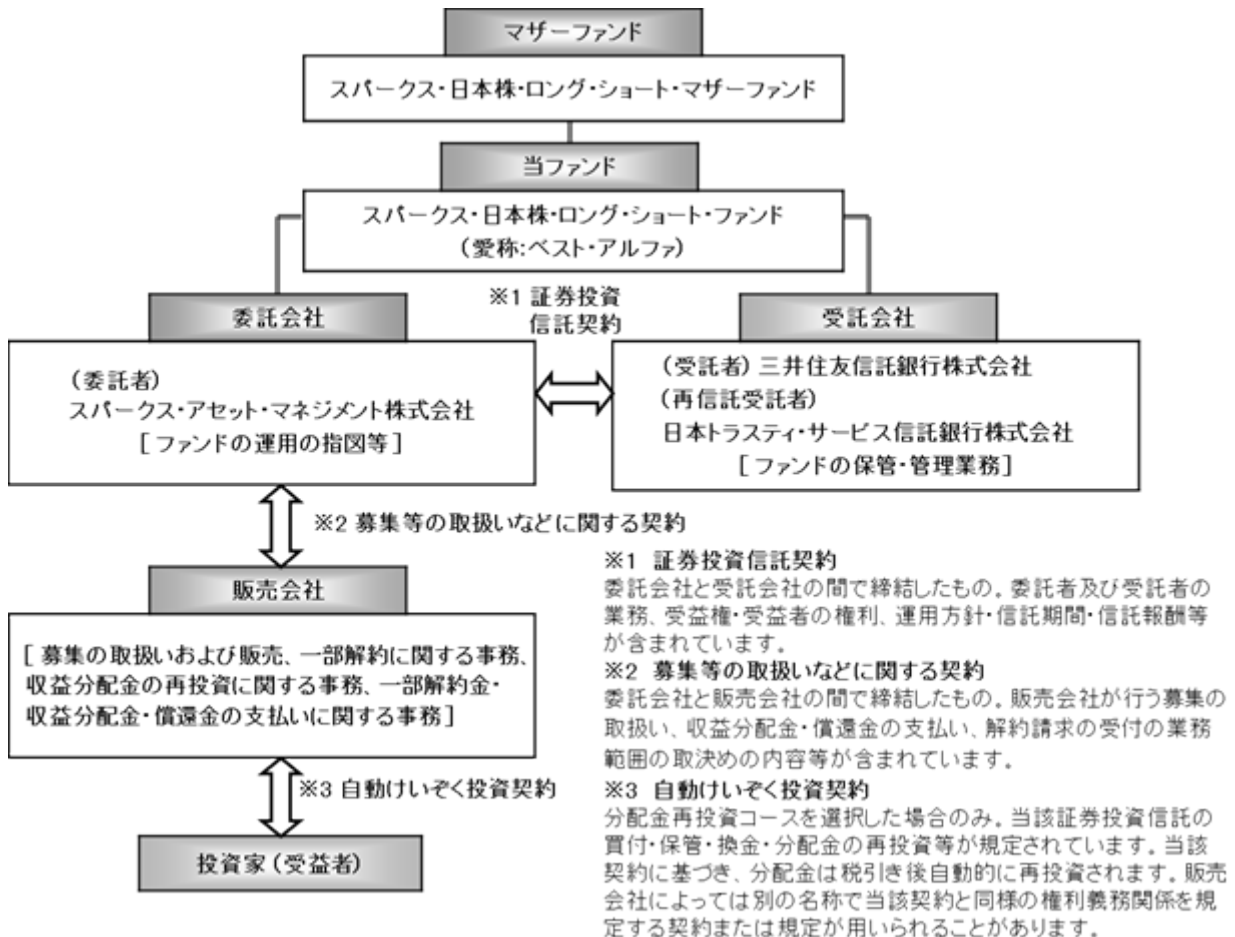 マザーファンド
スパークス・日本株・ロング・ショート・マザーファンド
当ファンド
スパークス・日本株・ロング・ショート・ファンド
(愛称:ベスト・アルファ)
※1 証券投資
信託契約
委託会社
(委託者)
スパークス・アセット・マネジメント株式会社
[ファンドの運用の指図等]
受託会社
(受託者) 三井住友信託銀行株式会社
(再信託受託者)
日本トラスティ・サービス信託銀行株式会社
[ファンドの保管・管理業務]
※2 募集等の取扱いなどに関する契約
販売会社
[ 募集の取扱いおよび販売、一部解約に関する事務、
収益分配金の再投資に関する事務、一部解約金・
収益分配金・償還金の支払いに関する事務]
※3 自動けいぞく投資契約
投資家(受益者)
※1 証券投資信託契約
委託会社と受託会社の間で締結したもの。委託者及び受託者の
業務、受益権・受益者の権利、運用方針・信託期間・信託報酬等
が含まれています。
※2 募集等の取扱いなどに関する契約
委託会社と販売会社の間で締結したもの。販売会社が行う募集の
取扱い、収益分配金・償還金の支払い、解約請求の受付の業務
範囲の取決めの内容等が含まれています。
※3 自動けいぞく投資契約
分配金再投資コースを選択した場合のみ。当該証券投資信託の
買付・保管・換金・分配金の再投資等が規定されています。当該
契約に基づき、分配金は税引き後自動的に再投資されます。販売
会社によっては別の名称で当該契約と同様の権利義務関係を規
定する契約または規定が用いられることがあります。